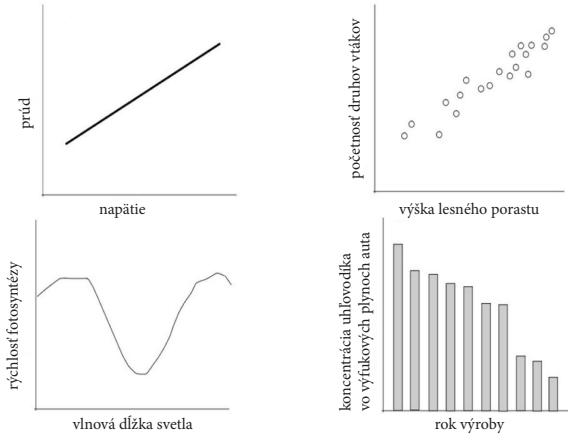 prúd
napätie
početnosť druhov vtákov
výška lesného porastu
rýchlosť fotosyntézy
vlnová dĺžka svetla
koncentrácia uhľovodíka
vo výfukových plynoch auta
rok výroby